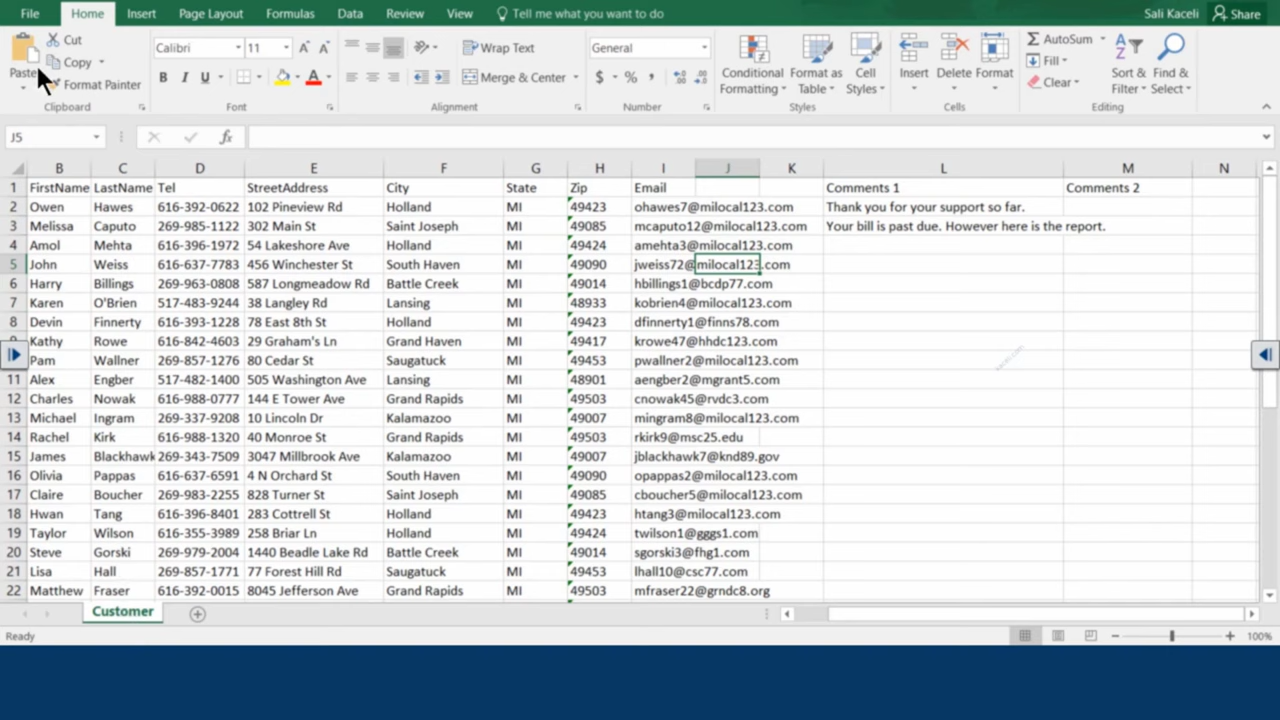 File Home Insert Page Layout Formulas Data Review View Tell me what you want to do Sali Kaceli Share
Cut
Copy
Format Painter
Paste
Calibri 11 A A
B I U A
Wrap Text
Merge & Center
General
$ % ,
Conditional Formatting
Format as Table
Cell Styles
Insert Delete Format
AutoSum
Fill
Clear
Sort & Filter
Find & Select
Clipboard Font Alignment Number Styles Cells Editing
J5 fx
B C D E F G H I J K L M N
1 FirstName LastName Tel StreetAddress City State Zip Email Comments 1 Comments 2
2 Owen Hawes 616-392-0622 102 Pineview Rd Holland MI 49423 ohawes7@milocal123.com Thank you for your support so far.
3 Melissa Caputo 269-985-1122 302 Main St Saint Joseph MI 49085 mcaputo12@milocal123.com Your bill is past due. However here is the report.
4 Amol Mehta 616-396-1972 54 Lakeshore Ave Holland MI 49424 amehta3@milocal123.com
5 John Weiss 616-637-7783 456 Winchester St South Haven MI 49090 jweiss72@milocal123.com
6 Harry Billings 269-963-0808 587 Longmeadow Rd Battle Creek MI 49014 hbillings1@bcdp77.com
7 Karen O'Brien 517-483-9244 38 Langley Rd Lansing MI 48933 kobrien4@milocal123.com
8 Devin Finnerty 616-393-1228 78 East 8th St Holland MI 49423 dfinnerty1@finns78.com
9 Kathy Rowe 616-842-4603 29 Graham's Ln Grand Haven MI 49417 krowe47@hhdc123.com
Pam Wallner 269-857-1276 80 Cedar St Saugatuck MI 49453 pwallner2@milocal123.com
11 Alex Engber 517-482-1400 505 Washington Ave Lansing MI 48901 aengber2@mgrant5.com
12 Charles Nowak 616-988-0777 144 E Tower Ave Grand Rapids MI 49503 cnowak45@rvdc3.com
13 Michael Ingram 269-337-9208 10 Lincoln Dr Kalamazoo MI 49007 mingram8@milocal123.com
14 Rachel Kirk 616-988-1320 40 Monroe St Grand Rapids MI 49503 rkirk9@msc25.edu
15 James Blackhawk 269-343-7509 3047 Millbrook Ave Kalamazoo MI 49007 jblackhawk7@knd89.gov
16 Olivia Pappas 616-637-6591 4 N Orchard St South Haven MI 49090 opappas2@milocal123.com
17 Claire Boucher 269-983-2255 828 Turner St Saint Joseph MI 49085 cboucher5@milocal123.com
18 Hwan Tang 616-396-8401 283 Cottrell St Holland MI 49423 htang3@milocal123.com
19 Taylor Wilson 616-355-3989 258 Briar Ln Holland MI 49424 twilson1@gggs1.com
20 Steve Gorski 269-979-2004 1440 Beadle Lake Rd Battle Creek MI 49014 sgorski3@fhg1.com
21 Lisa Hall 269-857-1771 77 Forest Hill Rd Saugatuck MI 49453 lhall10@csc77.com
22 Matthew Fraser 616-392-0015 8045 Jefferson Ave Grand Rapids MI 49503 mfraser22@grndc8.org
Customer
Ready 100%